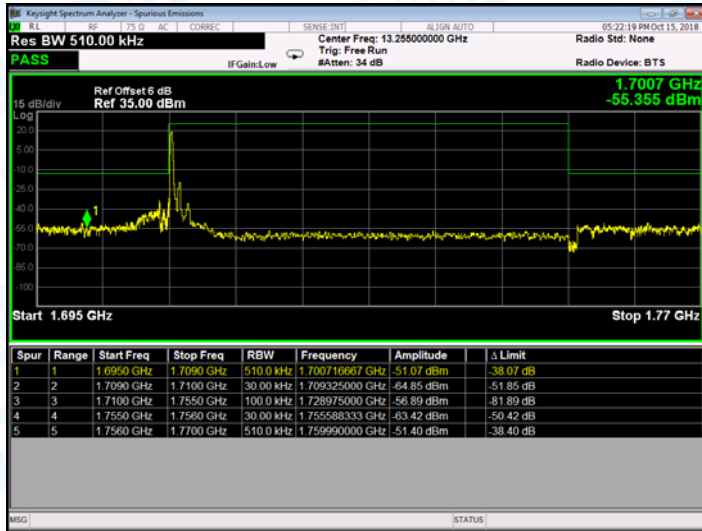 Keysight Spectrum Analyzer - Spurious Emissions
RL RF 75 Ω AC CORREC SENSE:INT ALIGN AUTO 05:22:19 PM Oct 15, 2018
Res BW 510.00 kHz Center Freq: 13.255000000 GHz Radio Std: None
Trig: Free Run
PASS IFGain:Low #Atten: 34 dB Radio Device: BTS
1.7007 GHz
Ref Offset 6 dB
15 dB/div Ref 35.00 dBm -55.355 dBm
Log
20.0
5.00
-10.0
-25.0
-40.0
1
-55.0
-70.0
-85.0
-100
Start 1.695 GHz Stop 1.77 GHz
Spur Range Start Freq Stop Freq RBW Frequency Amplitude Δ Limit
1 1 1.6950 GHz 1.7090 GHz 510.0 kHz 1.700716667 GHz -51.07 dBm -38.07 dB
2 2 1.7090 GHz 1.7100 GHz 30.00 kHz 1.709325000 GHz -64.85 dBm -51.85 dB
3 3 1.7100 GHz 1.7550 GHz 100.0 kHz 1.728975000 GHz -56.89 dBm -81.89 dB
4 4 1.7550 GHz 1.7560 GHz 30.00 kHz 1.755588333 GHz -63.42 dBm -50.42 dB
5 5 1.7560 GHz 1.7700 GHz 510.0 kHz 1.759990000 GHz -51.40 dBm -38.40 dB
MSG STATUS